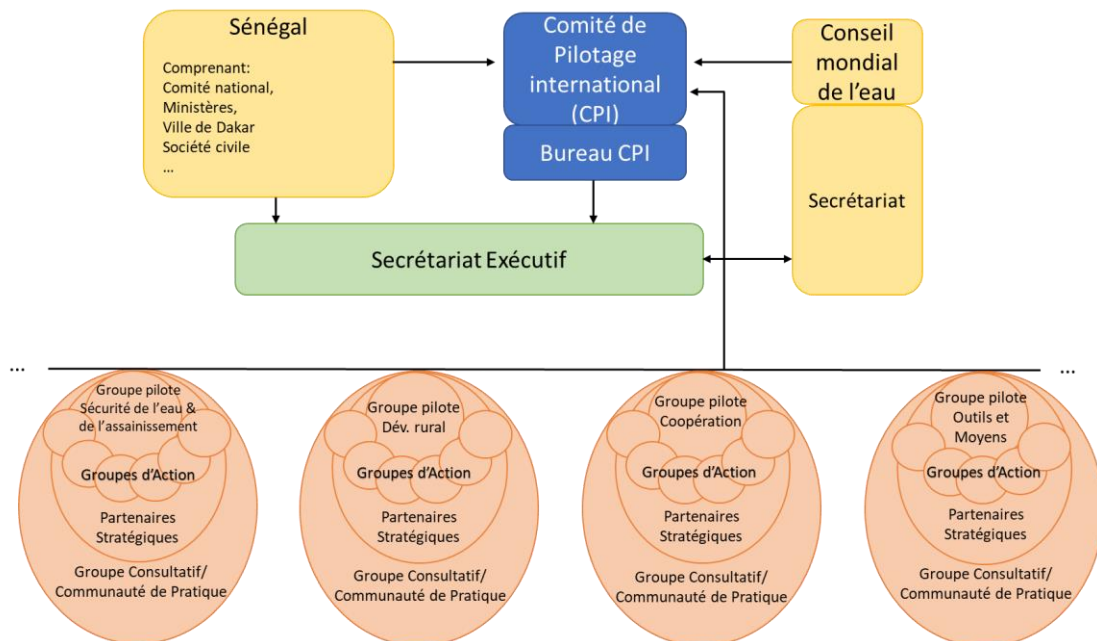 Sénégal
Comprenant:
Comité national,
Ministères,
Ville de Dakar
Société civile
...
Comité de
Pilotage
international
(CPI)
Bureau CPI
Conseil
mondial
de l'eau
Secrétariat
Secrétariat Exécutif
...
...
Groupe pilote
Sécurité de l'eau &
de l'assainissement
Groupes d'Action
Partenaires
Stratégiques
Groupe Consultatif/
Communauté de Pratique
Groupe pilote
Dév. rural
Groupes d'Action
Partenaires
Stratégiques
Groupe Consultatif/
Communauté de Pratique
Groupe pilote
Coopération
Groupes d'Action
Partenaires
Stratégiques
Groupe Consultatif/
Communauté de Pratique
Groupe pilote
Outils et
Moyens
Groupes d'Action
Partenaires
Stratégiques
Groupe Consultatif/
Communauté de Pratique